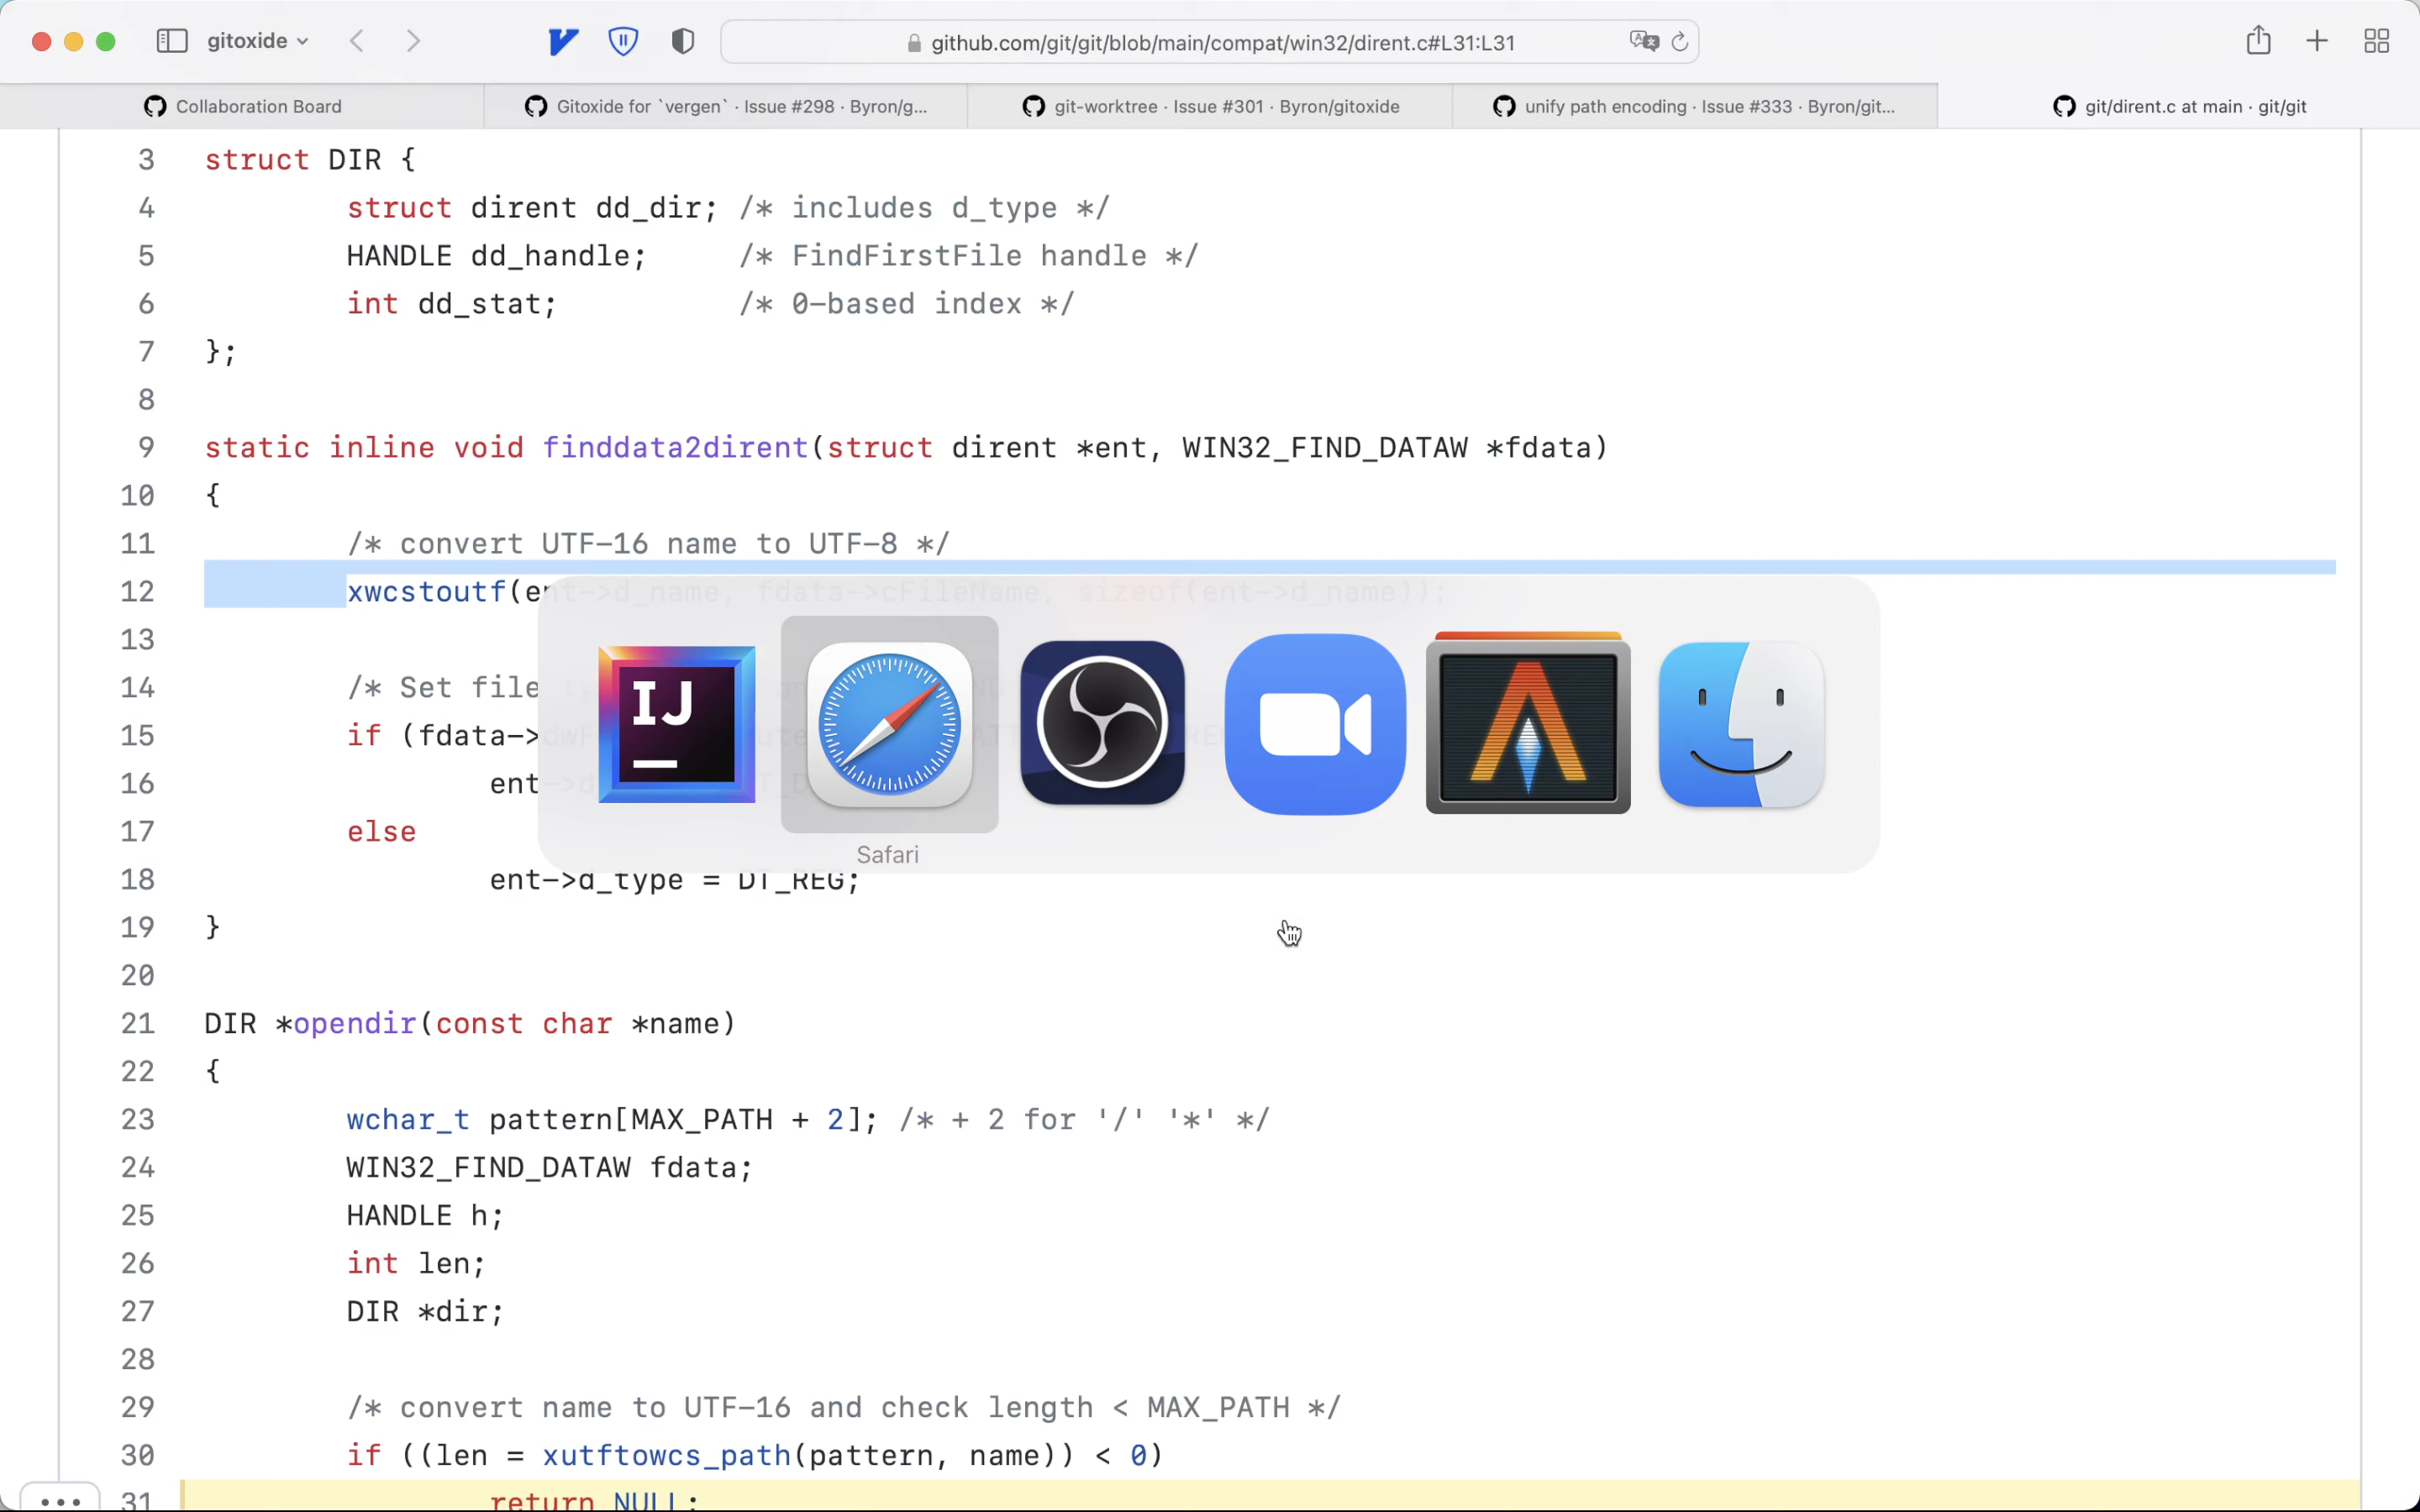 gitoxide
github.com/git/git/blob/main/compat/win32/dirent.c#L31:L31
Collaboration Board
Gitoxide for `vergen` · Issue #298 · Byron/g...
git-worktree · Issue #301 · Byron/gitoxide
unify path encoding · Issue #333 · Byron/git...
git/dirent.c at main · git/git
3 struct DIR {
4 struct dirent dd_dir; /* includes d_type */
5 HANDLE dd_handle; /* FindFirstFile handle */
6 int dd_stat; /* 0-based index */
7 };
8
9 static inline void finddata2dirent(struct dirent *ent, WIN32_FIND_DATAW *fdata)
10 {
11 /* convert UTF-16 name to UTF-8 */
12 xwcstoutf(ent->d_name, fdata->cFileName, sizeof(ent->d_name));
13
14 /* Set file
15 if (fdata->
16 ent
17 else
18 ent->d_type = DT_REG;
19 }
20
21 DIR *opendir(const char *name)
22 {
23 wchar_t pattern[MAX_PATH + 2]; /* + 2 for '/' '*' */
24 WIN32_FIND_DATAW fdata;
25 HANDLE h;
26 int len;
27 DIR *dir;
28
29 /* convert name to UTF-16 and check length < MAX_PATH */
30 if ((len = xutftowcs_path(pattern, name)) < 0)
31 return NULL;
IJ
Safari